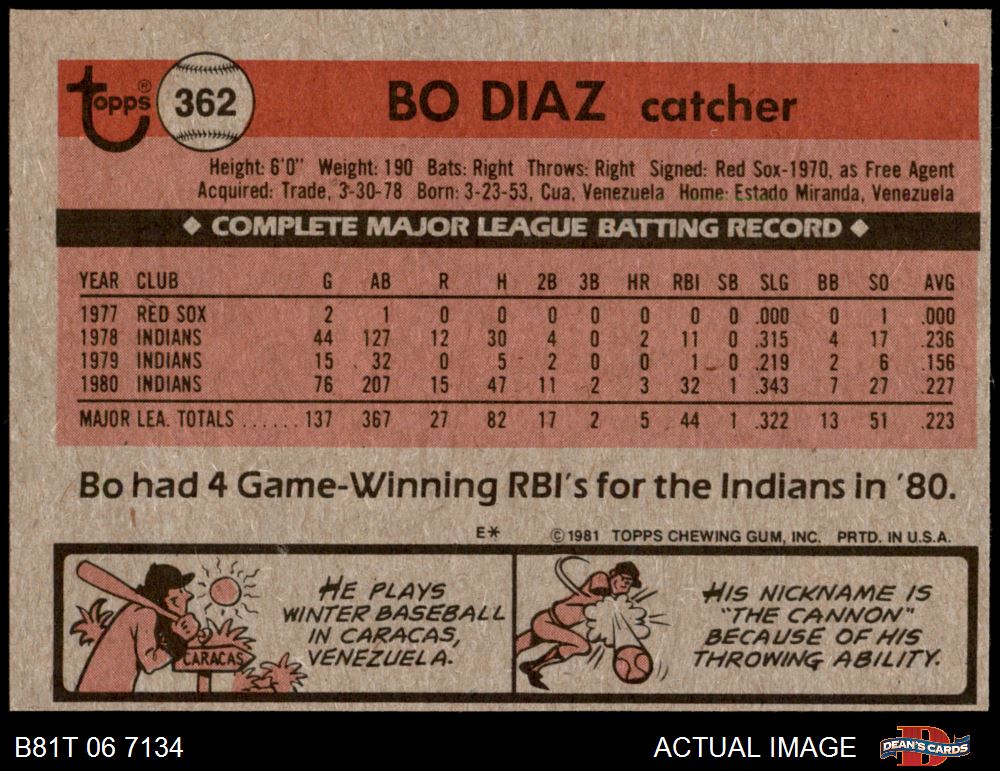 topps® 362 BO DIAZ catcher
Height: 6'0" Weight: 190 Bats: Right Throws: Right Signed: Red Sox-1970, as Free Agent
Acquired: Trade, 3-30-78 Born: 3-23-53, Cua, Venezuela Home: Estado Miranda, Venezuela
◆ COMPLETE MAJOR LEAGUE BATTING RECORD ◆
YEAR CLUB G AB R H 2B 3B HR RBI SB SLG BB SO AVG
1977 RED SOX 2 1 0 0 0 0 0 0 0 .000 0 1 .000
1978 INDIANS 44 127 12 30 4 0 2 11 0 .315 4 17 .236
1979 INDIANS 15 32 0 5 2 0 0 1 0 .219 2 6 .156
1980 INDIANS 76 207 15 47 11 2 3 32 1 .343 7 27 .227
MAJOR LEA. TOTALS ...... 137 367 27 82 17 2 5 44 1 .322 13 51 .223
Bo had 4 Game-Winning RBI's for the Indians in '80.
E* ©1981 TOPPS CHEWING GUM, INC. PRTD. IN U.S.A.
HE PLAYS
WINTER BASEBALL
IN CARACAS,
VENEZUELA.
CARACAS
HIS NICKNAME IS
"THE CANNON"
BECAUSE OF HIS
THROWING ABILITY.
B81T 06 7134 ACTUAL IMAGE DEAN'S CARDS